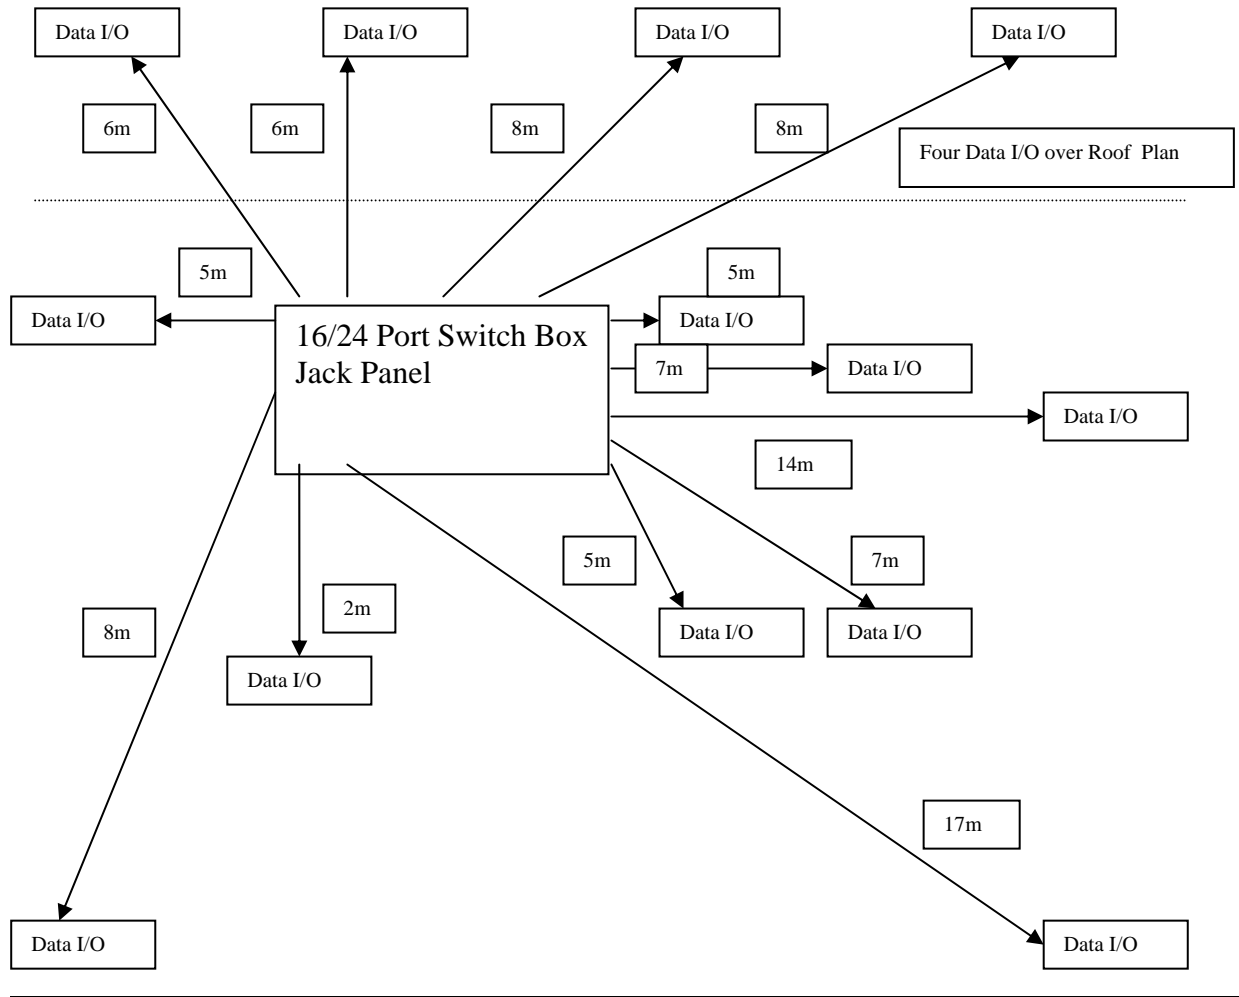 Data I/O
Data I/O
Data I/O
Data I/O
6m
6m
8m
8m
Four Data I/O over Roof Plan
5m
5m
Data I/O
16/24 Port Switch Box
Jack Panel
Data I/O
7m
Data I/O
Data I/O
14m
5m
7m
8m
2m
Data I/O
Data I/O
Data I/O
17m
Data I/O
Data I/O